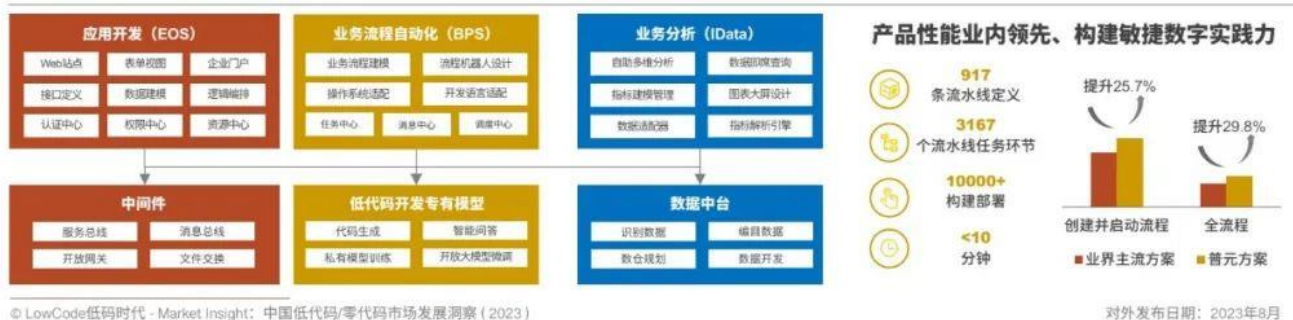 应用开发（EOS）
Web站点 表单视图 企业门户
接口定义 数据建模 逻辑编排
认证中心 权限中心 资源中心
业务流程自动化（BPS）
业务流程建模 流程机器人设计
操作系统适配 开发语言适配
任务中心 消息中心 调度中心
业务分析（IData）
自助多维分析 数据即席查询
指标建模管理 图表大屏设计
数据适配器 指标解析引擎
中间件
服务总线 消息总线
开放网关 文件交换
低代码开发专有模型
代码生成 智能问答
私有模型训练 开放大模型微调
数据中台
识别数据 编目数据
数仓规划 数据开发
产品性能业内领先、构建敏捷数字实践力
917
条流水线定义
3167
个流水线任务环节
10000+
构建部署
<10
分钟
提升25.7%
提升29.8%
创建并启动流程 全流程
业界主流方案 普元方案
© LowCode低码时代 - Market Insight：中国低代码/零代码市场发展洞察（2023）
对外发布日期：2023年8月